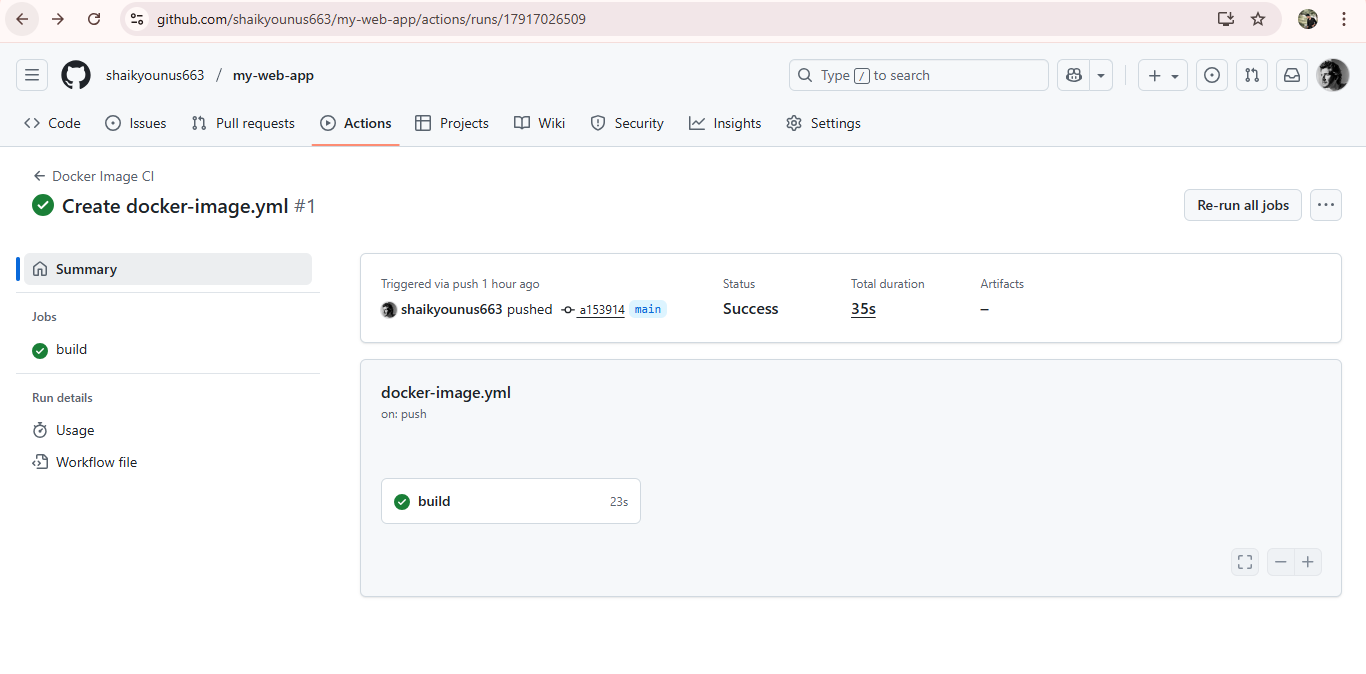 github.com/shaikyounus663/my-web-app/actions/runs/17917026509
shaikyounus663 / my-web-app
Type / to search
Code Issues Pull requests Actions Projects Wiki Security Insights Settings
Docker Image CI
Create docker-image.yml #1
Re-run all jobs
Summary
Jobs
build
Run details
Usage
Workflow file
Triggered via push 1 hour ago
shaikyounus663 pushed a153914 main
Status
Success
Total duration
35s
Artifacts
–
docker-image.yml
on: push
build 23s